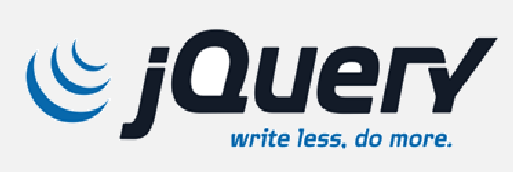 jQuery
write less, do more.